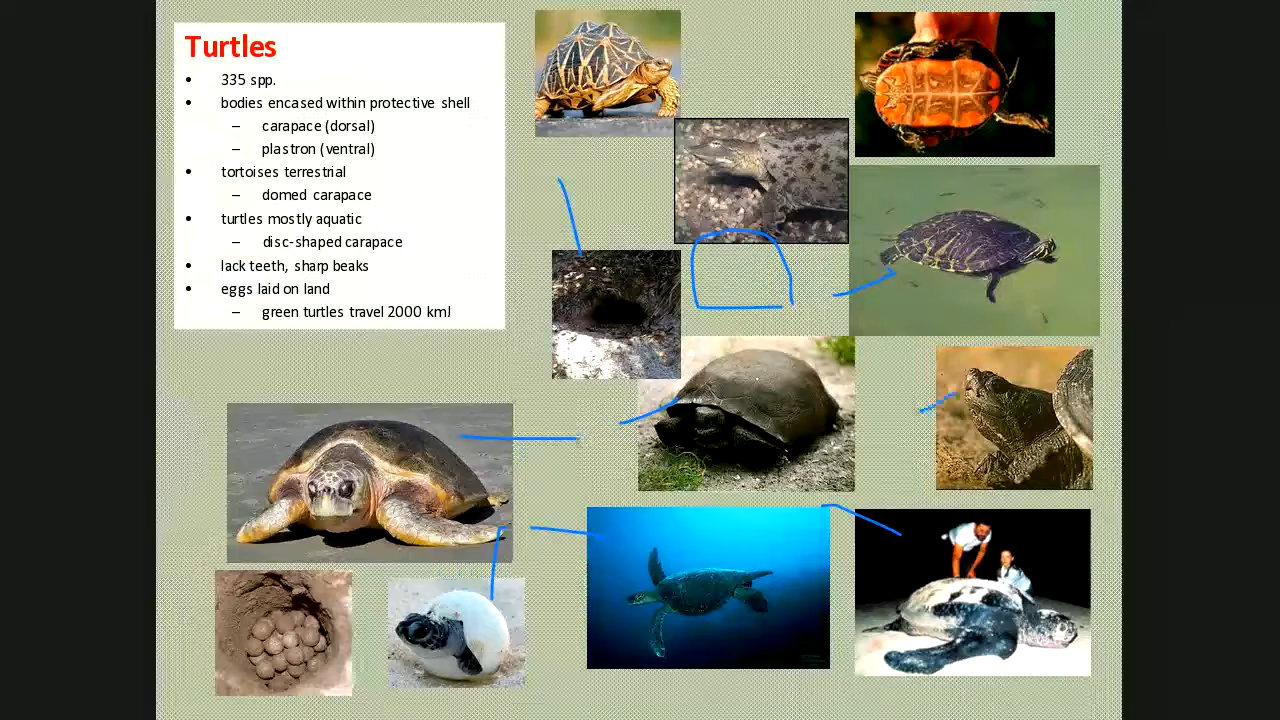 Turtles
• 335 spp.
• bodies encased within protective shell
– carapace (dorsal)
– plastron (ventral)
• tortoises terrestrial
– domed carapace
• turtles mostly aquatic
– disc-shaped carapace
• lack teeth, sharp beaks
• eggs laid on land
– green turtles travel 2000 km!